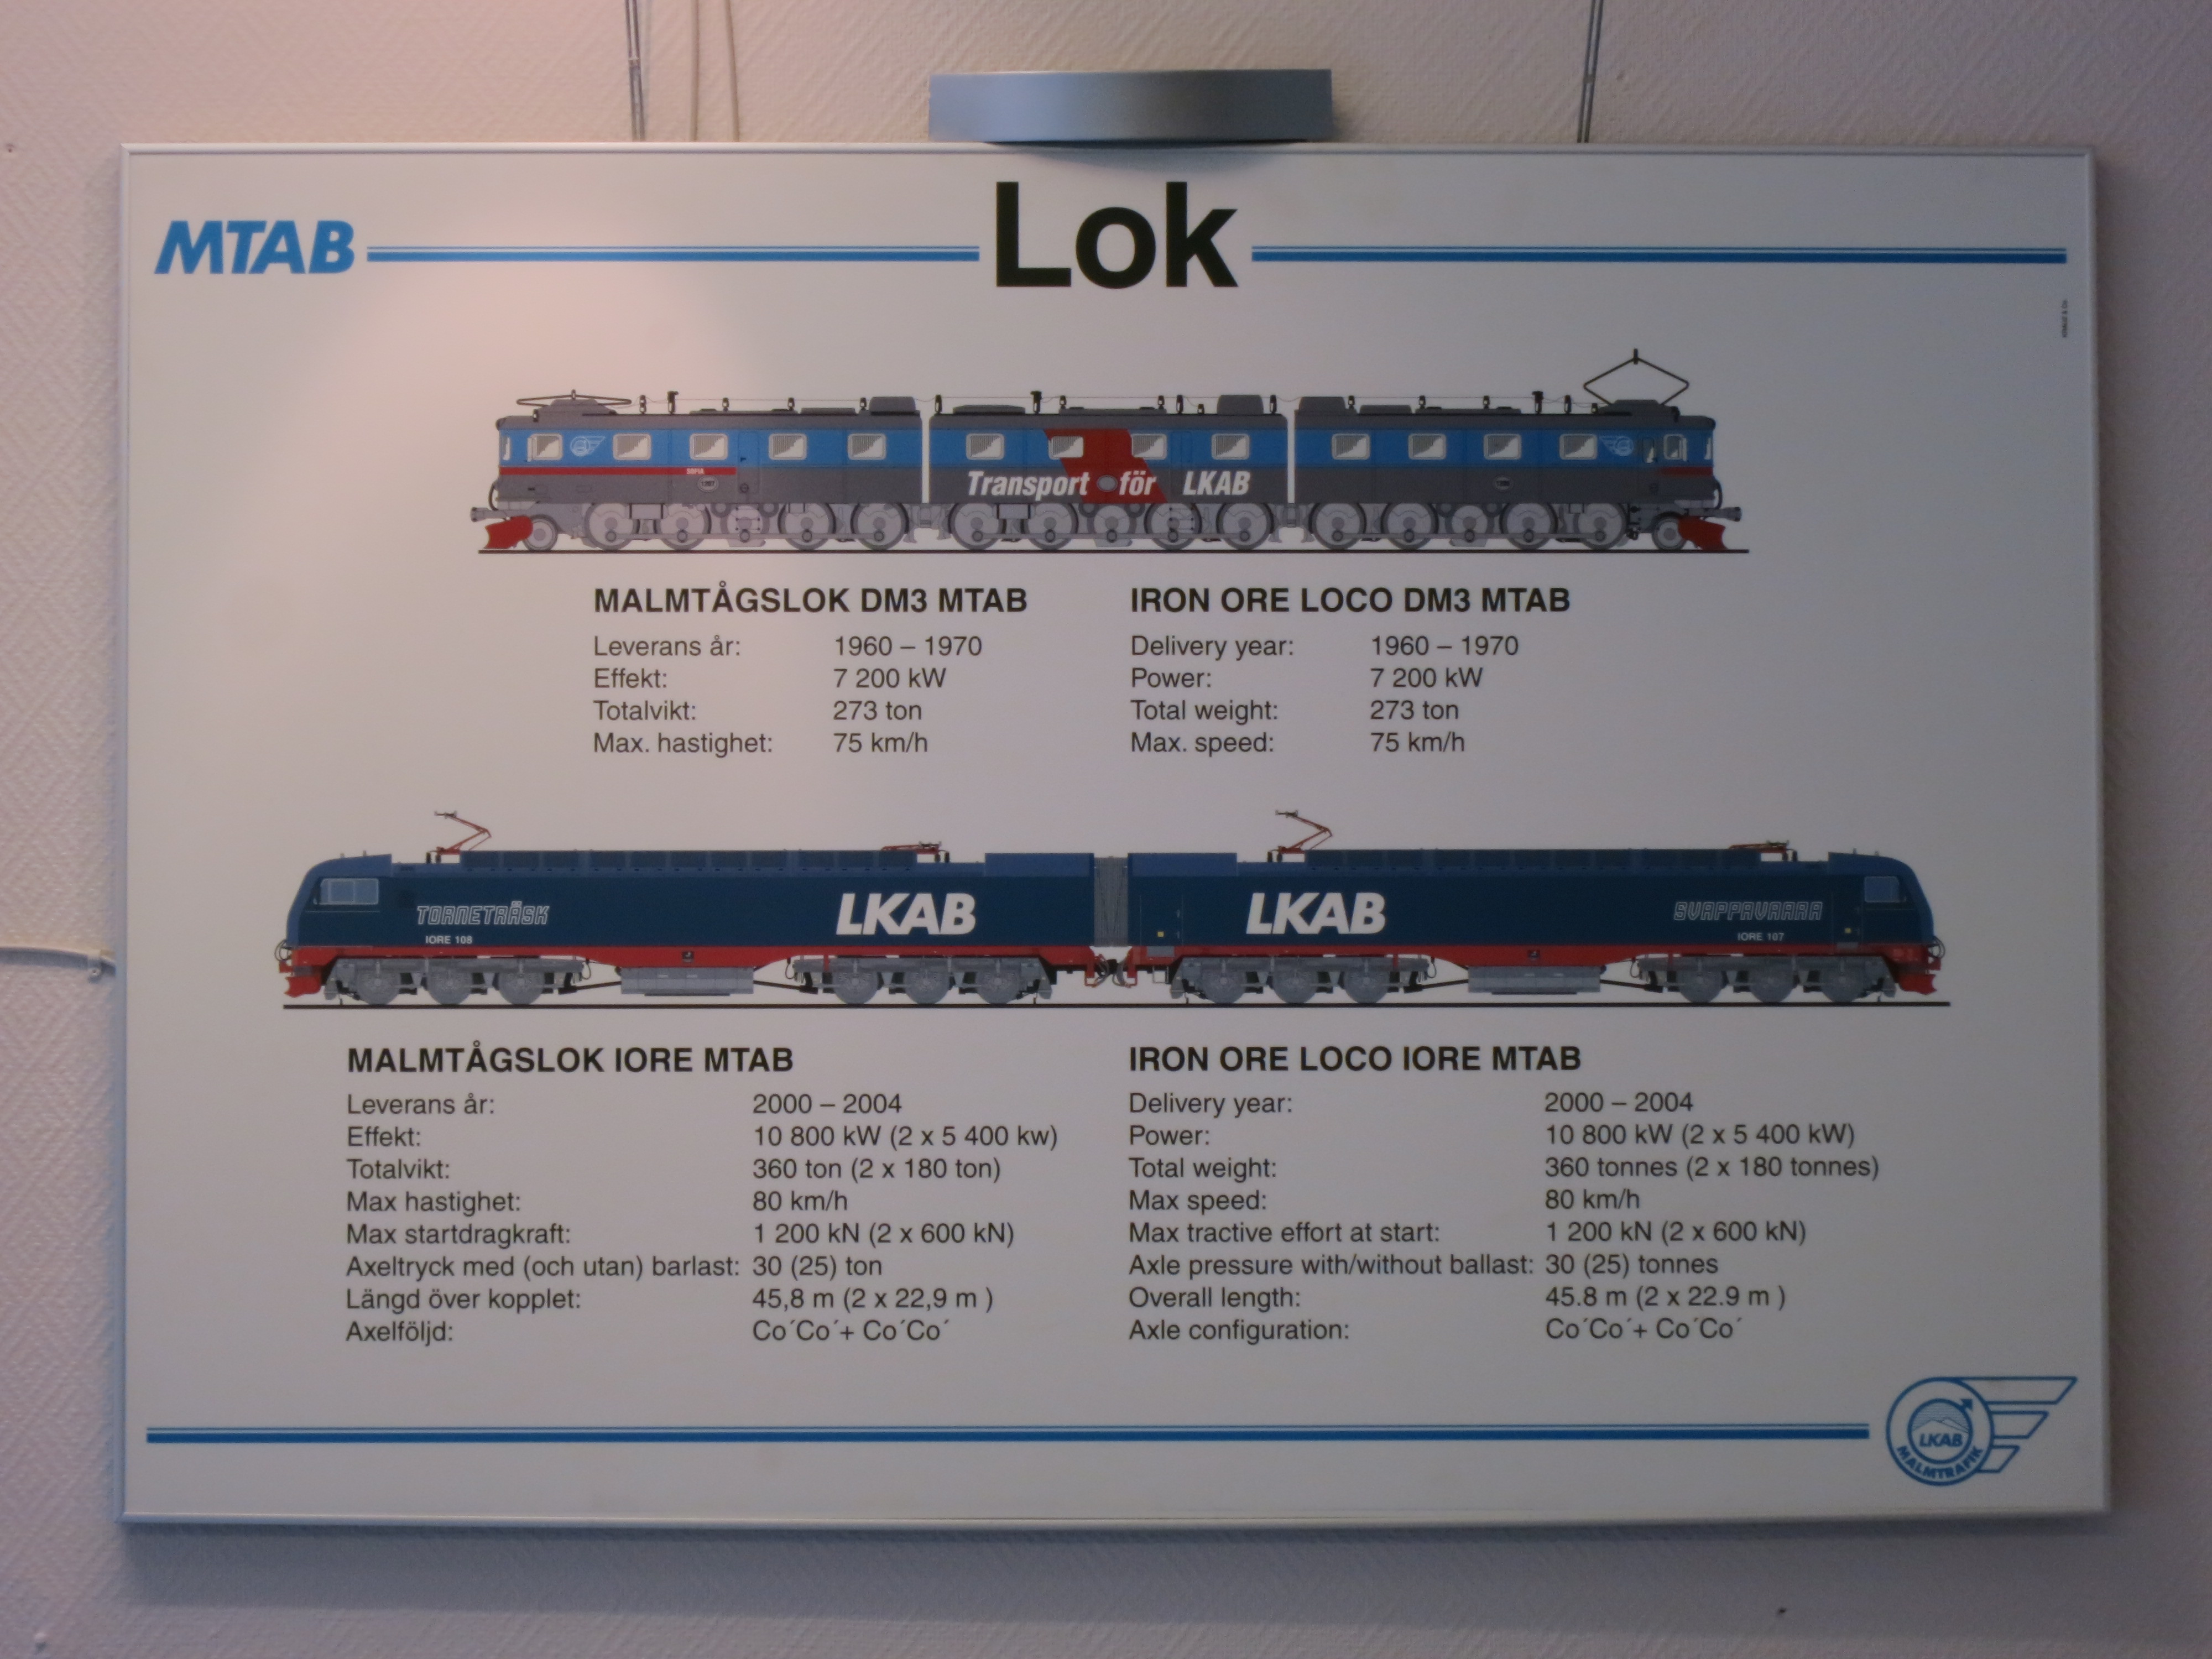 Lok
MTAB
SOFIA
Transport för LKAB
MALMTÅGSLOK DM3 MTAB
Leverans år: 1960 – 1970
Effekt: 7 200 kW
Totalvikt: 273 ton
Max. hastighet: 75 km/h
IRON ORE LOCO DM3 MTAB
Delivery year: 1960 – 1970
Power: 7 200 kW
Total weight: 273 ton
Max. speed: 75 km/h
TORNETRÄSK
IORE 108
LKAB
LKAB
SVAPPAVAARA
IORE 107
MALMTÅGSLOK IORE MTAB
Leverans år: 2000 – 2004
Effekt: 10 800 kW (2 x 5 400 kw)
Totalvikt: 360 ton (2 x 180 ton)
Max hastighet: 80 km/h
Max startdragkraft: 1 200 kN (2 x 600 kN)
Axeltryck med (och utan) barlast: 30 (25) ton
Längd över kopplet: 45,8 m (2 x 22,9 m )
Axelföljd: Co´Co´+ Co´Co´
IRON ORE LOCO IORE MTAB
Delivery year: 2000 – 2004
Power: 10 800 kW (2 x 5 400 kW)
Total weight: 360 tonnes (2 x 180 tonnes)
Max speed: 80 km/h
Max tractive effort at start: 1 200 kN (2 x 600 kN)
Axle pressure with/without ballast: 30 (25) tonnes
Overall length: 45.8 m (2 x 22.9 m )
Axle configuration: Co´Co´+ Co´Co´
LKAB
MALMTRAFIK